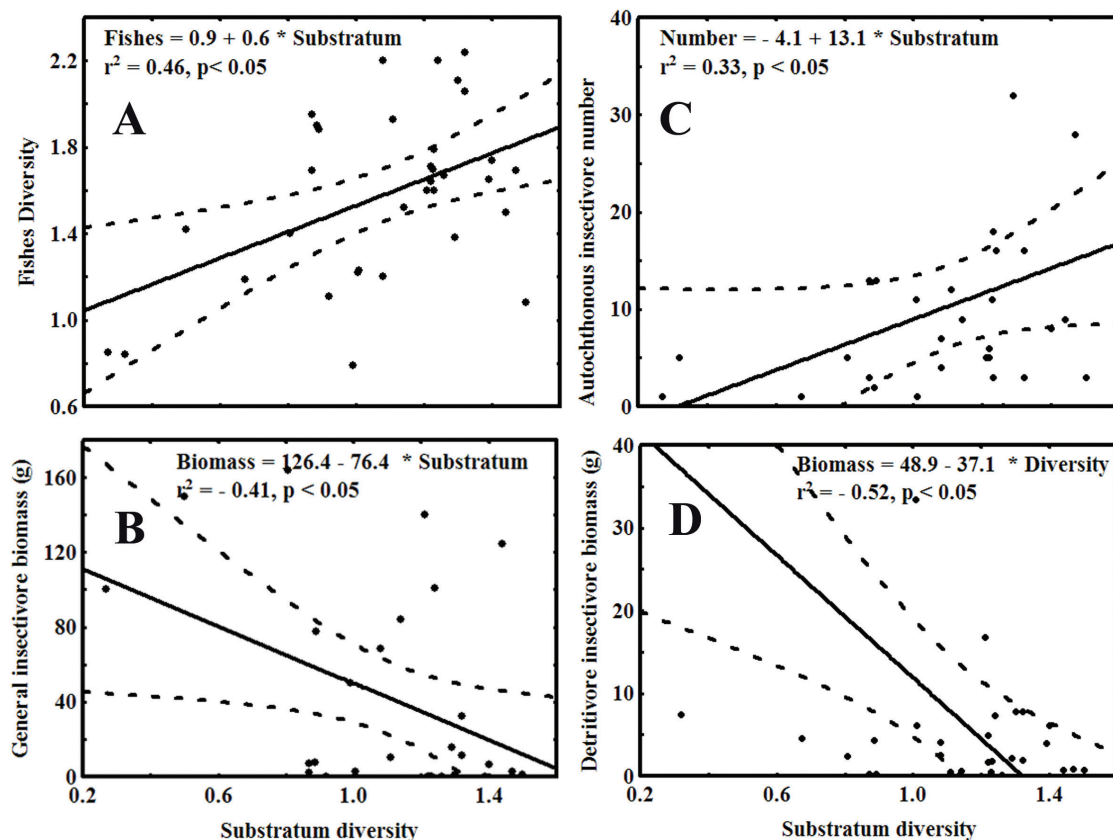 Fishes = 0.9 + 0.6 * Substratum
r² = 0.46, p< 0.05
A
Fishes Diversity
2.2
1.8
1.4
1.0
0.6
Number = - 4.1 + 13.1 * Substratum
r² = 0.33, p < 0.05
C
Autochthonous insectivore number
40
30
20
10
0
Biomass = 126.4 - 76.4 * Substratum
r² = - 0.41, p < 0.05
B
General insectivore biomass (g)
160
120
80
40
0
0.2 0.6 1.0 1.4
Substratum diversity
Biomass = 48.9 - 37.1 * Diversity
r² = - 0.52, p < 0.05
D
Detritivore insectivore biomass (g)
40
30
20
10
0
0.2 0.6 1.0 1.4
Substratum diversity